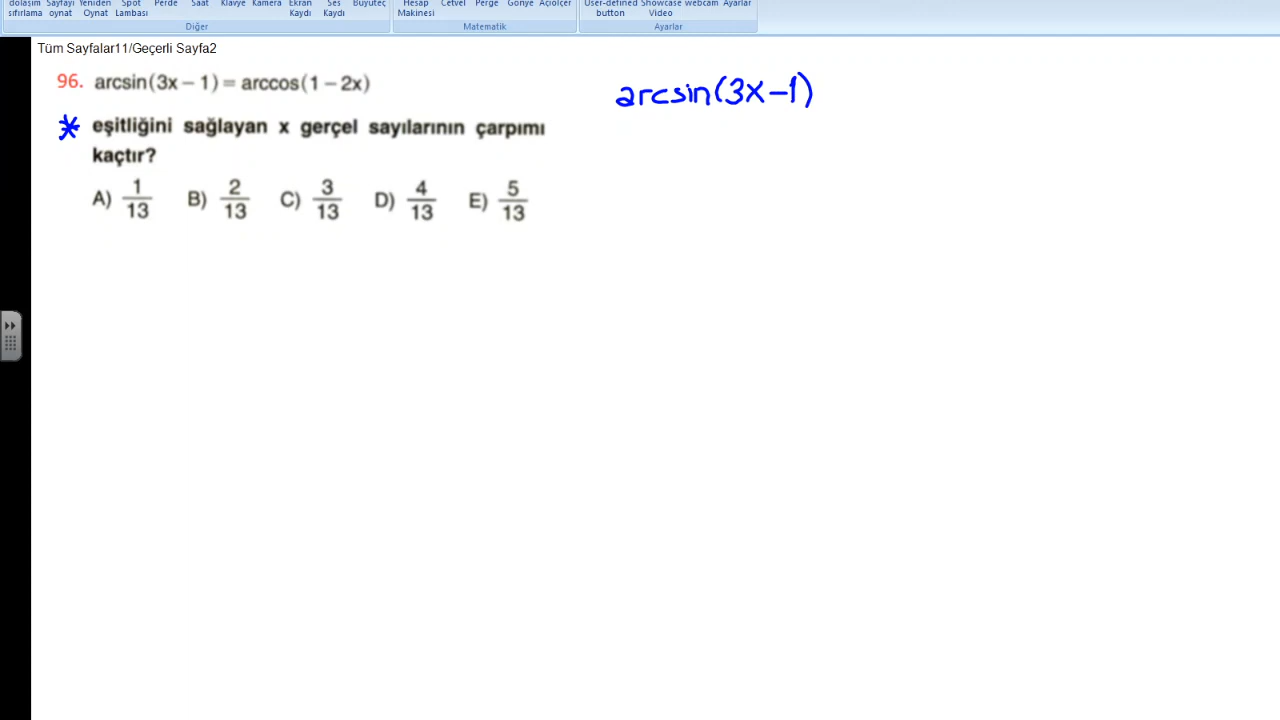 dolaşım Sayfayı Yeniden Spot Perde Saat Klavye Kamera Ekran Ses Büyüteç Hesap Cetvel Perge Gönye Açıölçer User-defined Showcase webcam Ayarlar
sıfırlama oynat Oynat Lambası Kaydı Kaydı Makinesi button Video
Diğer Matematik Ayarlar
Tüm Sayfalar11/Geçerli Sayfa2
96. arcsin(3x – 1) = arccos(1 – 2x)
arcsin(3x-1)
* eşitliğini sağlayan x gerçel sayılarının çarpımı
kaçtır?
A) 1/13 B) 2/13 C) 3/13 D) 4/13 E) 5/13